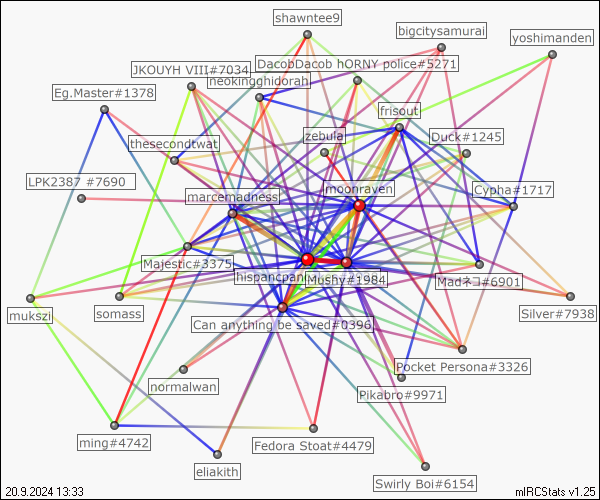 shawntee9
bigcitysamurai
yoshimanden
DacobDacob hORNY police#5271
JKOUYH VIII#7034
neokingghidorah
Eg.Master#1378
frisout
zebula
Duck#1245
thesecondtwat
LPK2387 #7690
moonraven
Cypha#1717
marcemadness
Majestic#3375
hispanicpan
Mushy#1984
Madネコ#6901
mukszi
somass
Silver#7938
Can anything be saved#0396
Pocket Persona#3326
normalwan
Pikabro#9971
ming#4742
Fedora Stoat#4479
eliakith
Swirly Boi#6154
20.9.2024 13:33
mIRCStats v1.25